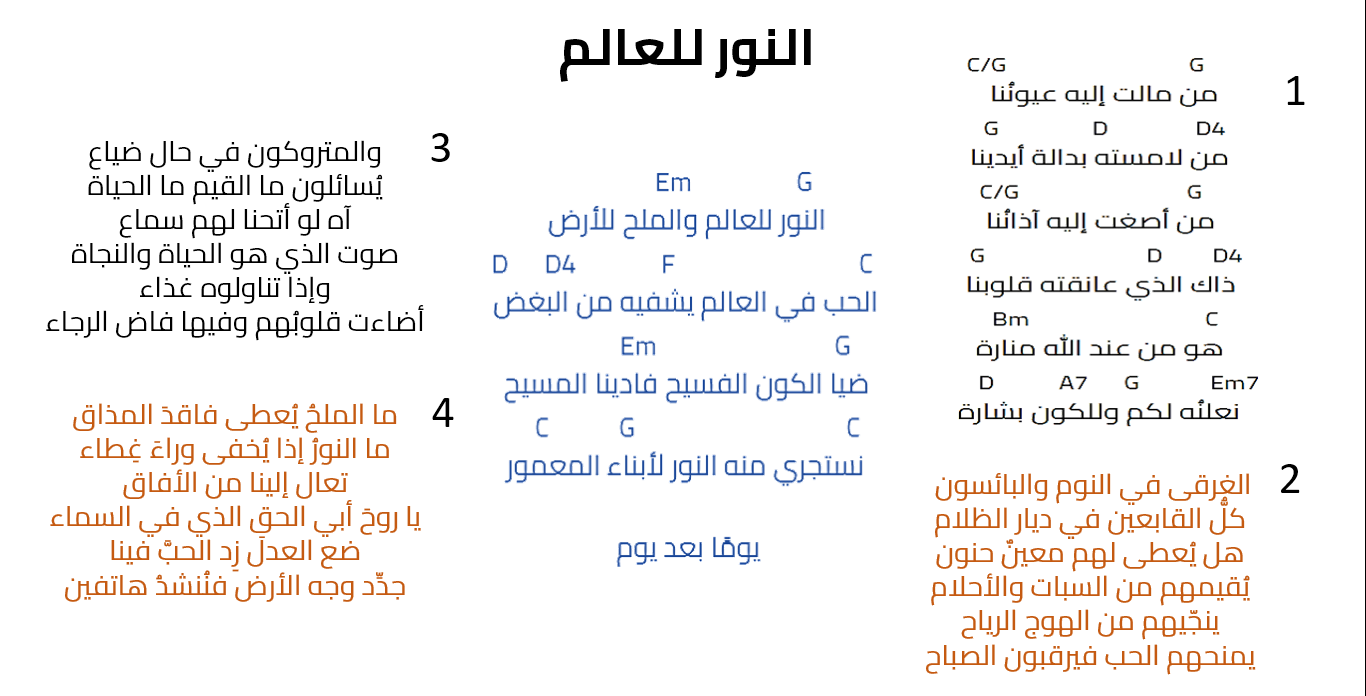 النور للعالم
1
C/G G
من مالت إليه عيونُنا
G D D4
من لامسته بدالة أيدينا
C/G G
من أصغت إليه آذانُنا
G D D4
ذاك الذي عانقته قلوبنا
Bm C
هو من عند الله منارة
D A7 G Em7
نعلنُه لكم وللكون بشارة
Em G
النور للعالم والملح للأرض
D D4 F C
الحب في العالم يشفيه من البغض
Em G
ضيا الكون الفسيح فادينا المسيح
C G C
نستجري منه النور لأبناء المعمور
يومًا بعد يوم
2
الغرقى في النوم والبائسون
كلُّ القابعين في ديار الظلام
هل يُعطى لهم معينٌ حنون
يُقيمهم من السبات والأحلام
ينجّيهم من الهوج الرياح
يمنحهم الحب فيرقبون الصباح
3
والمتروكون في حال ضياع
يُسائلون ما القيم ما الحياة
آه لو أتحنا لهم سماع
صوت الذي هو الحياة والنجاة
وإذا تناولوه غذاء
أضاءت قلوبُهم وفيها فاض الرجاء
4
ما الملحُ يُعطى فاقدَ المذاق
ما النورُ إذا يُخفى وراءَ غِطاء
تعال إلينا من الأفاق
يا روحَ أبي الحق الذي في السماء
ضع العدلَ زِد الحبَّ فينا
جدِّد وجه الأرض فنُنشدُ هاتفين